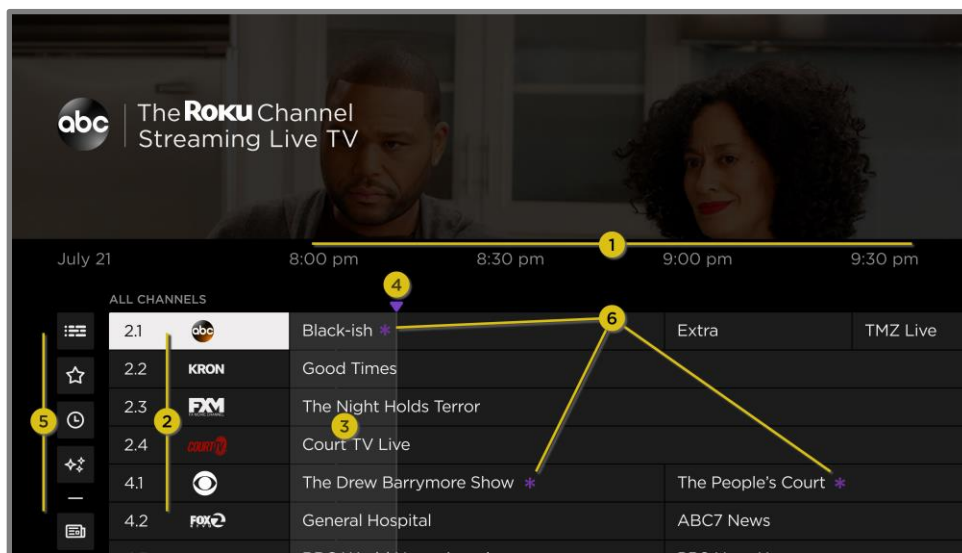 abc
The Roku Channel
Streaming Live TV
1
July 21 8:00 pm 8:30 pm 9:00 pm 9:30 pm
4
ALL CHANNELS
2.1 abc Black-ish * 6 Extra TMZ Live
2.2 KRON Good Times
2.3 FXM The Night Holds Terror
5 2 3
2.4 COURT TV Court TV Live
4.1 The Drew Barrymore Show * The People's Court *
4.2 FOX 2 General Hospital ABC7 News